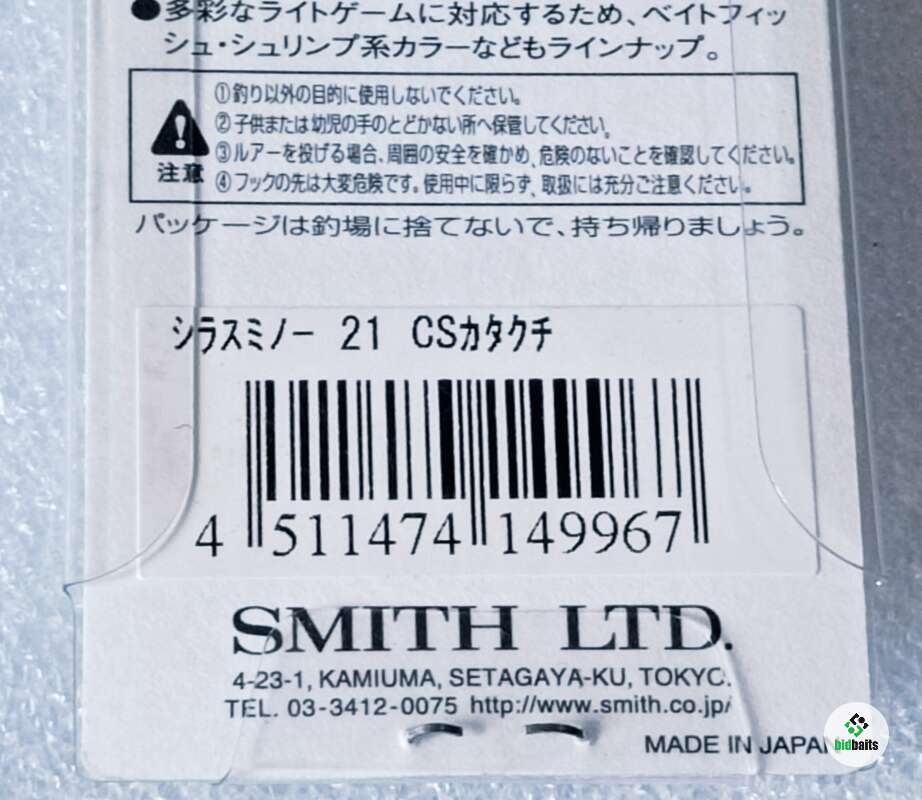 ●多彩なライトゲームに対応するため、ベイトフィッ
シュ・シュリンプ系カラーなどもラインナップ。
①釣り以外の目的に使用しないでください。
②子供または幼児の手のとどかない所へ保管してください。
③ルアーを投げる場合、周囲の安全を確かめ、危険のないことを確認してください。
④フックの先は大変危険です。使用中に限らず、取扱には充分ご注意ください。
注意
パッケージは釣場に捨てないで、持ち帰りましょう。
シラスミノー 21 CSカタクチ
4 511474 149967
SMITH LTD.
4-23-1, KAMIUMA, SETAGAYA-KU, TOKYO.
TEL. 03-3412-0075 http://www.smith.co.jp/
MADE IN JAPAN
bidbaits